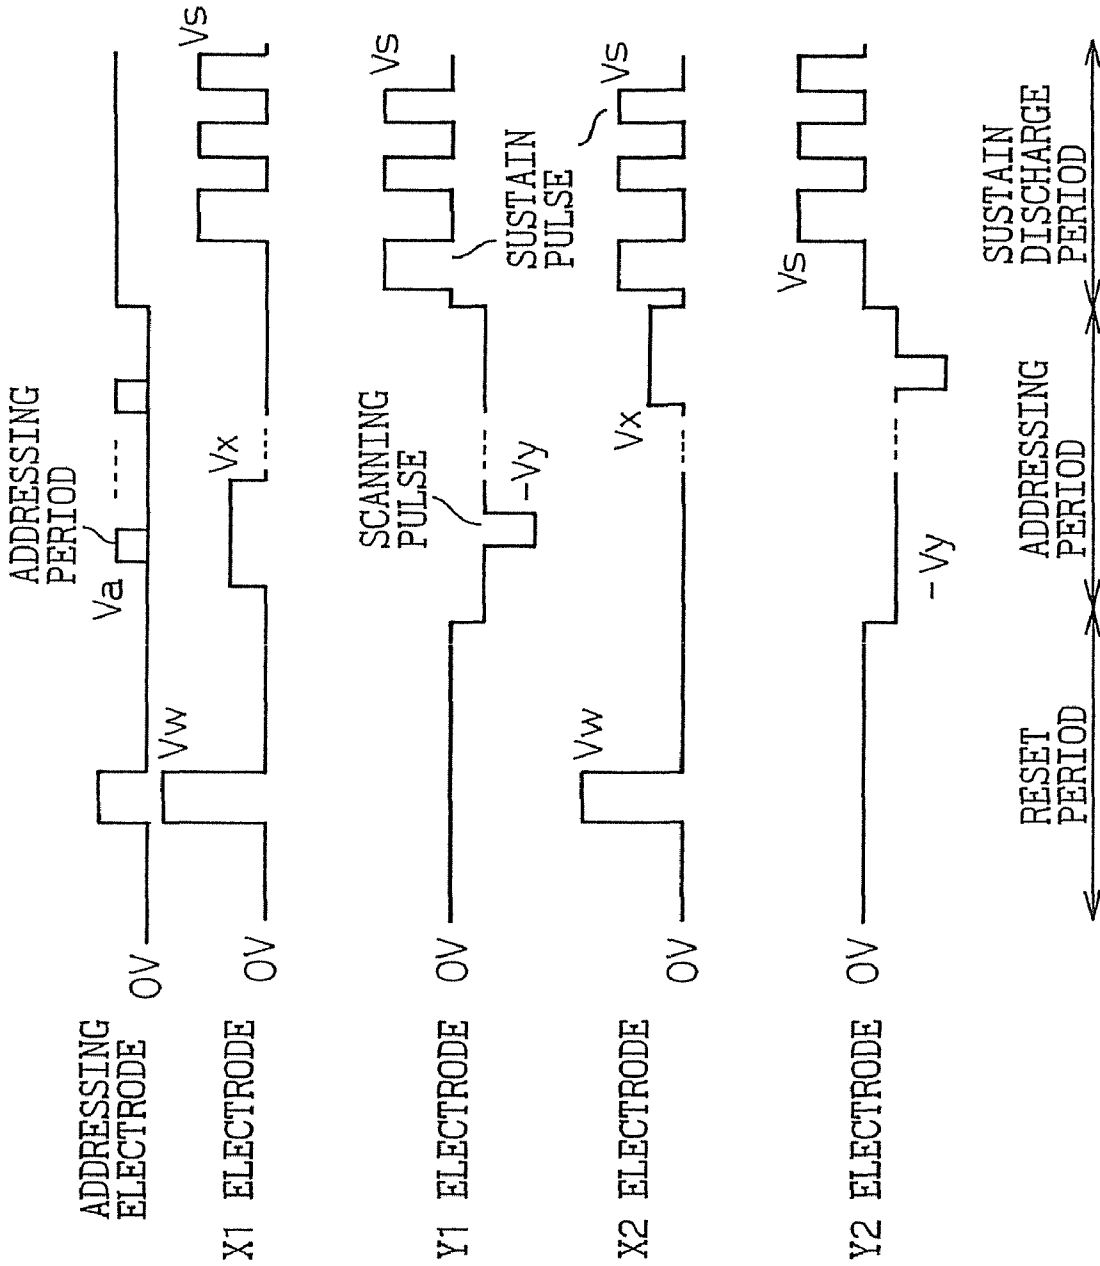 ADDRESSING
ELECTRODE
0V
Va
ADDRESSING
PERIOD
X1 ELECTRODE
0V
Vw
Vx
Vs
Y1 ELECTRODE
0V
SCANNING
PULSE
-Vy
SUSTAIN
PULSE
Vs
X2 ELECTRODE
0V
Vw
Vx
Vs
Y2 ELECTRODE
0V
-Vy
Vs
RESET
PERIOD
ADDRESSING
PERIOD
SUSTAIN
DISCHARGE
PERIOD